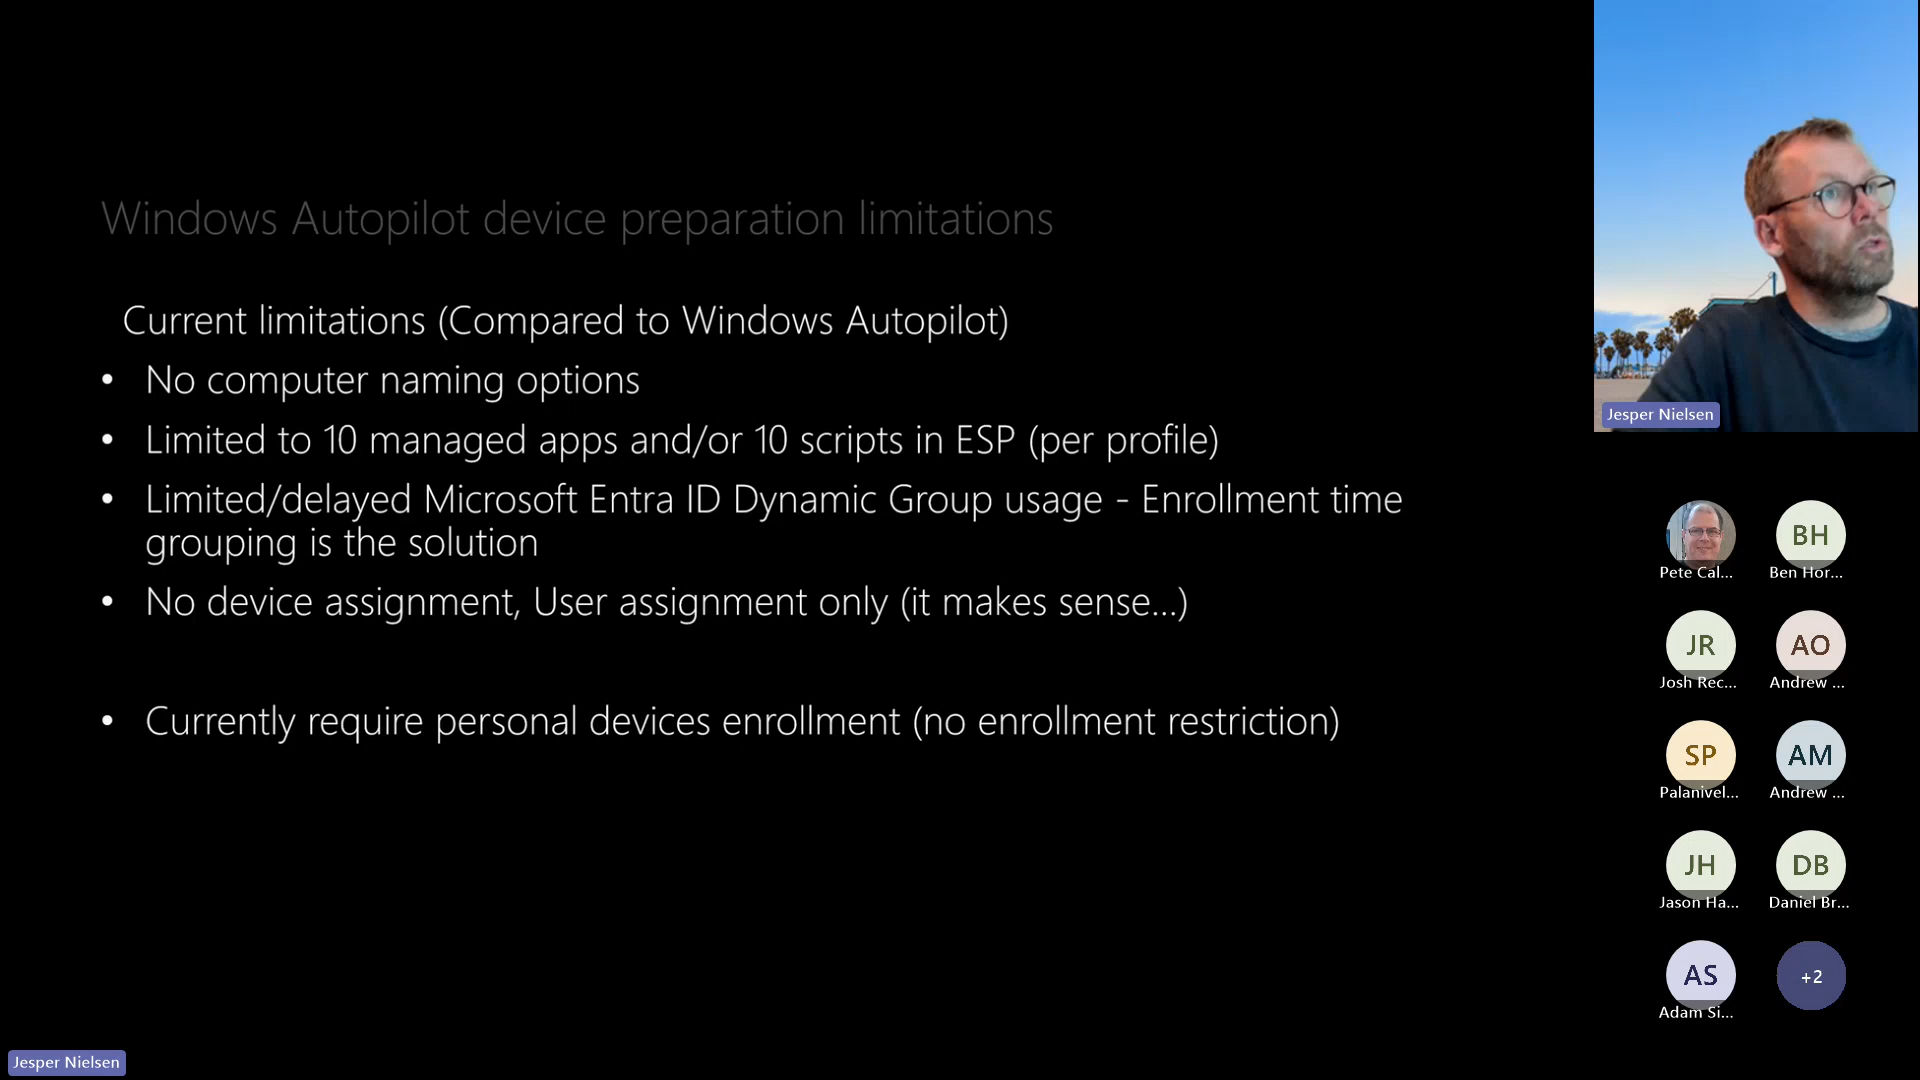 Windows Autopilot device preparation limitations
Current limitations (Compared to Windows Autopilot)
• No computer naming options
• Limited to 10 managed apps and/or 10 scripts in ESP (per profile)
• Limited/delayed Microsoft Entra ID Dynamic Group usage - Enrollment time
grouping is the solution
• No device assignment, User assignment only (it makes sense...)
• Currently require personal devices enrollment (no enrollment restriction)
Jesper Nielsen
Pete Cal...
BH
Ben Hor...
JR
Josh Rec...
AO
Andrew ...
SP
Palanivel...
AM
Andrew ...
JH
Jason Ha...
DB
Daniel Br...
AS
Adam Si...
+2
Jesper Nielsen